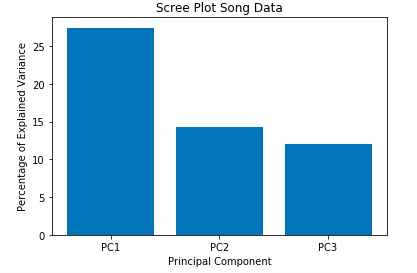 Scree Plot Song Data
Percentage of Explained Variance
25
20
15
10
5
0
PC1 PC2 PC3
Principal Component